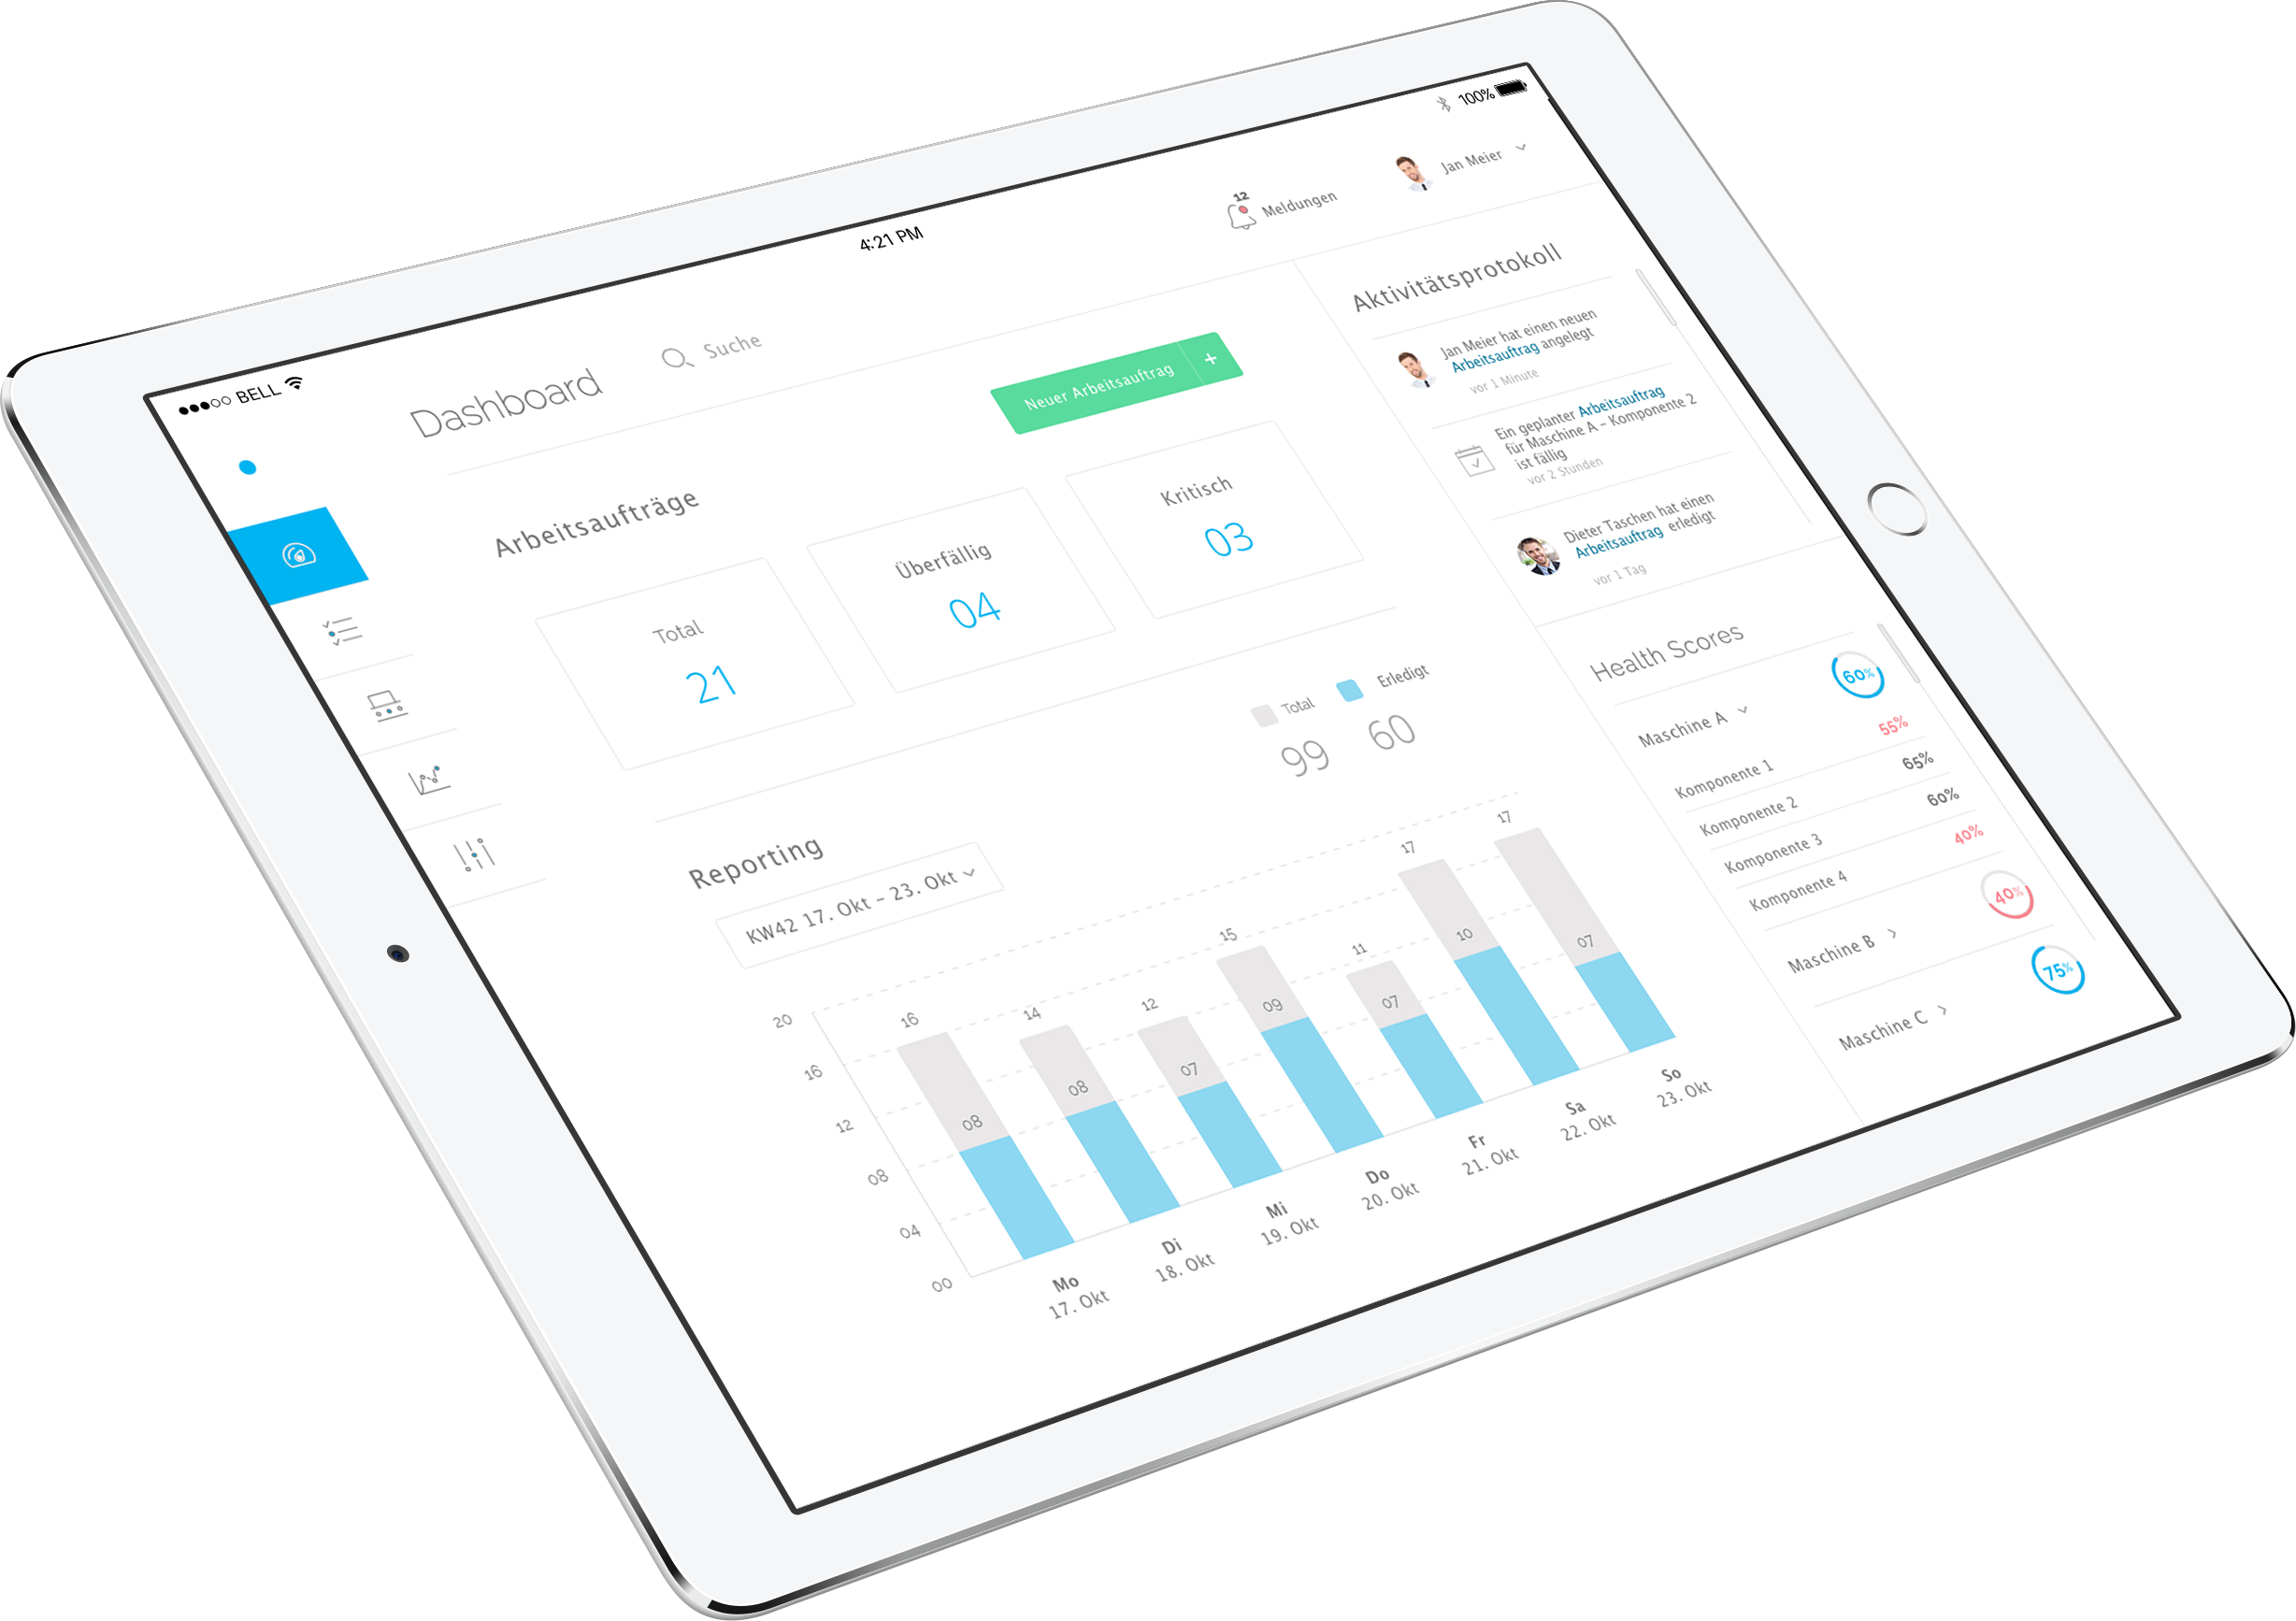 BELL
4:21 PM
100%
Dashboard
Suche
12
Meldungen
Jan Meier
Arbeitsaufträge
Neuer Arbeitsauftrag +
Total
21
Überfällig
04
Kritisch
03
Reporting
KW42 17. Okt – 23. Okt
Total
99
Erledigt
60
20
16
12
08
04
00
16
08
14
08
12
07
15
09
11
07
17
10
17
07
Mo
17. Okt
Di
18. Okt
Mi
19. Okt
Do
20. Okt
Fr
21. Okt
Sa
22. Okt
So
23. Okt
Aktivitätsprotokoll
Jan Meier hat einen neuen
Arbeitsauftrag angelegt
vor 1 Minute
Ein geplanter Arbeitsauftrag
für Maschine A – Komponente 2
ist fällig
vor 2 Stunden
Dieter Taschen hat einen
Arbeitsauftrag erledigt
vor 1 Tag
Health Scores
Maschine A 60%
Komponente 1 55%
Komponente 2 65%
Komponente 3 60%
Komponente 4 40%
Maschine B 40%
Maschine C 75%